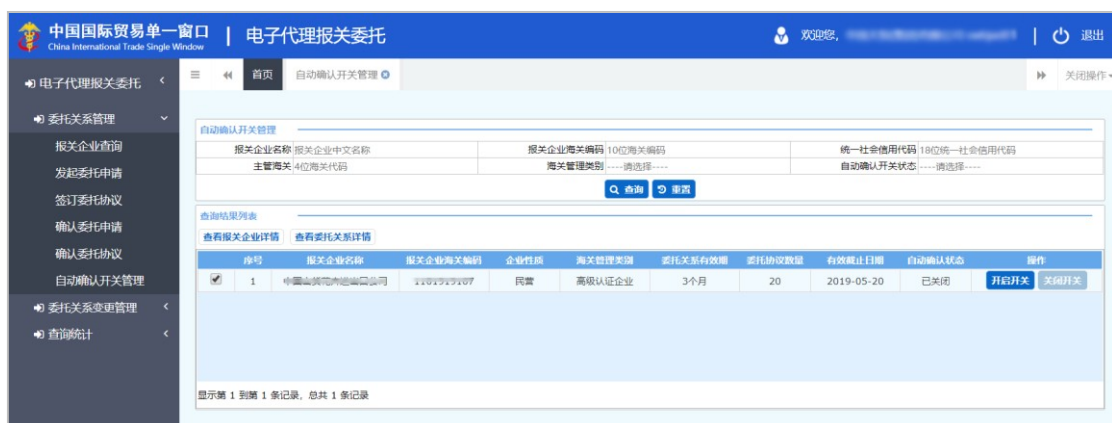 中国国际贸易单一窗口 | 电子代理报关委托
China International Trade Single Window
欢迎您,
退出
电子代理报关委托
首页 自动确认开关管理
关闭操作
委托关系管理
报关企业查询
发起委托申请
签订委托协议
确认委托申请
确认委托协议
自动确认开关管理
委托关系变更管理
查询统计
自动确认开关管理
报关企业名称 报关企业中文名称 报关企业海关编码 10位海关编码 统一社会信用代码 18位统一社会信用代码
主管海关 4位海关代码 海关管理类别 ----请选择---- 自动确认开关状态 ----请选择----
查询 重置
查询结果列表
查看报关企业详情 查看委托关系详情
序号 报关企业名称 报关企业海关编码 企业性质 海关管理类别 委托关系有效期 委托协议数量 有效截止日期 自动确认状态 操作
1 民营 高级认证企业 3个月 20 2019-05-20 已关闭 开启开关 关闭开关
显示第 1 到第 1 条记录，总共 1 条记录